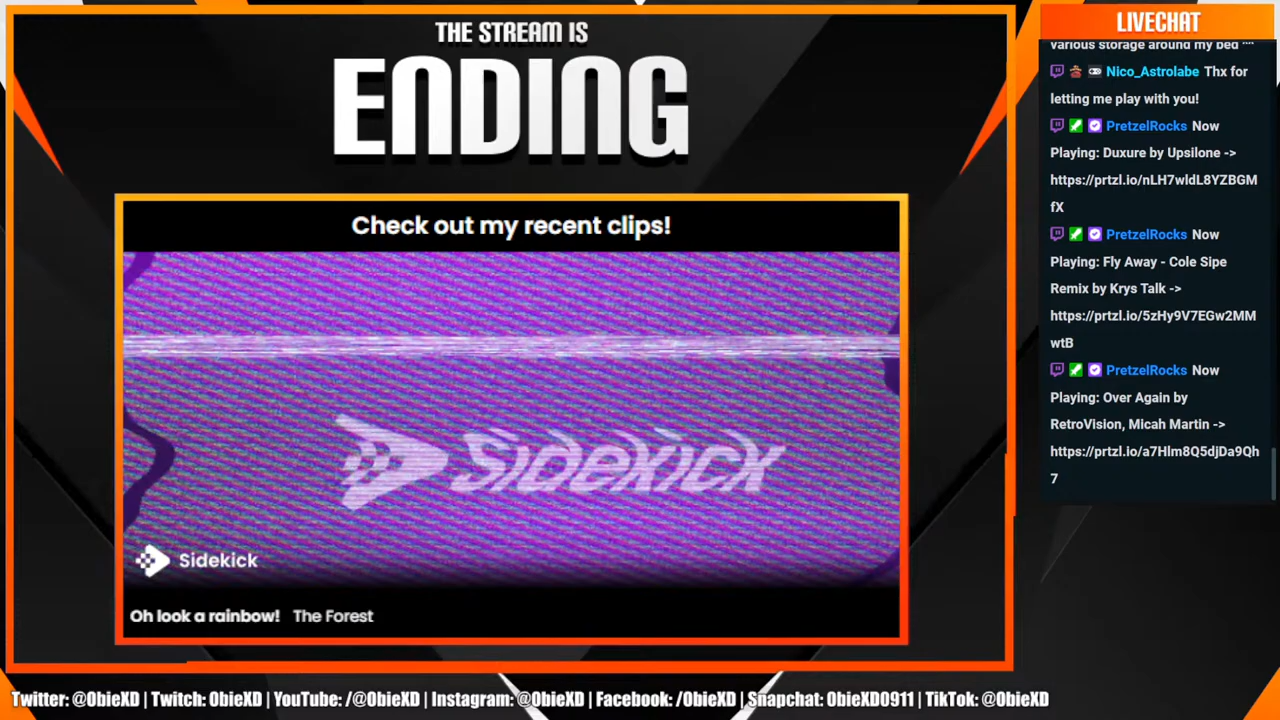 THE STREAM IS
ENDING
Check out my recent clips!
Sidekick
Sidekick
Oh look a rainbow! The Forest
LIVECHAT
various storage around my bed ^^
Nico_Astrolabe Thx for
letting me play with you!
PretzelRocks Now
Playing: Duxure by Upsilone ->
https://prtzl.io/nLH7wldL8YZBGM
fX
PretzelRocks Now
Playing: Fly Away - Cole Sipe
Remix by Krys Talk ->
https://prtzl.io/5zHy9V7EGw2MM
wtB
PretzelRocks Now
Playing: Over Again by
RetroVision, Micah Martin ->
https://prtzl.io/a7Hlm8Q5djDa9Qh
7
Twitter: @ObieXD | Twitch: ObieXD | YouTube: /@ObieXD | Instagram: @ObieXD | Facebook: /ObieXD | Snapchat: ObieXD0911 | TikTok: @ObieXD